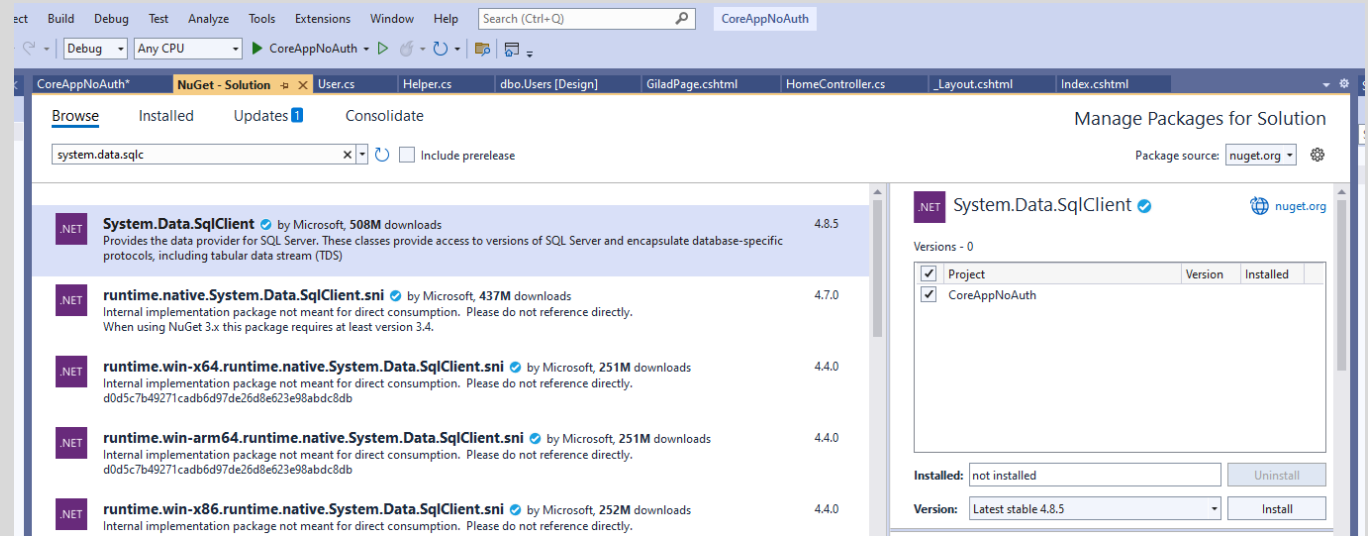 ect Build Debug Test Analyze Tools Extensions Window Help Search (Ctrl+Q) CoreAppNoAuth
Debug Any CPU CoreAppNoAuth
CoreAppNoAuth* NuGet - Solution User.cs Helper.cs dbo.Users [Design] GiladPage.cshtml HomeController.cs _Layout.cshtml Index.cshtml
Browse Installed Updates 1 Consolidate Manage Packages for Solution
system.data.sqlc Include prerelease Package source: nuget.org
.NET System.Data.SqlClient by Microsoft, 508M downloads 4.8.5
Provides the data provider for SQL Server. These classes provide access to versions of SQL Server and encapsulate database-specific
protocols, including tabular data stream (TDS)
.NET runtime.native.System.Data.SqlClient.sni by Microsoft, 437M downloads 4.7.0
Internal implementation package not meant for direct consumption. Please do not reference directly.
When using NuGet 3.x this package requires at least version 3.4.
.NET runtime.win-x64.runtime.native.System.Data.SqlClient.sni by Microsoft, 251M downloads 4.4.0
Internal implementation package not meant for direct consumption. Please do not reference directly.
d0d5c7b49271cadb6d97de26d8e623e98abdc8db
.NET runtime.win-arm64.runtime.native.System.Data.SqlClient.sni by Microsoft, 251M downloads 4.4.0
Internal implementation package not meant for direct consumption. Please do not reference directly.
d0d5c7b49271cadb6d97de26d8e623e98abdc8db
.NET runtime.win-x86.runtime.native.System.Data.SqlClient.sni by Microsoft, 252M downloads 4.4.0
Internal implementation package not meant for direct consumption. Please do not reference directly.
.NET System.Data.SqlClient nuget.org
Versions - 0
Project Version Installed
CoreAppNoAuth
Installed: not installed Uninstall
Version: Latest stable 4.8.5 Install